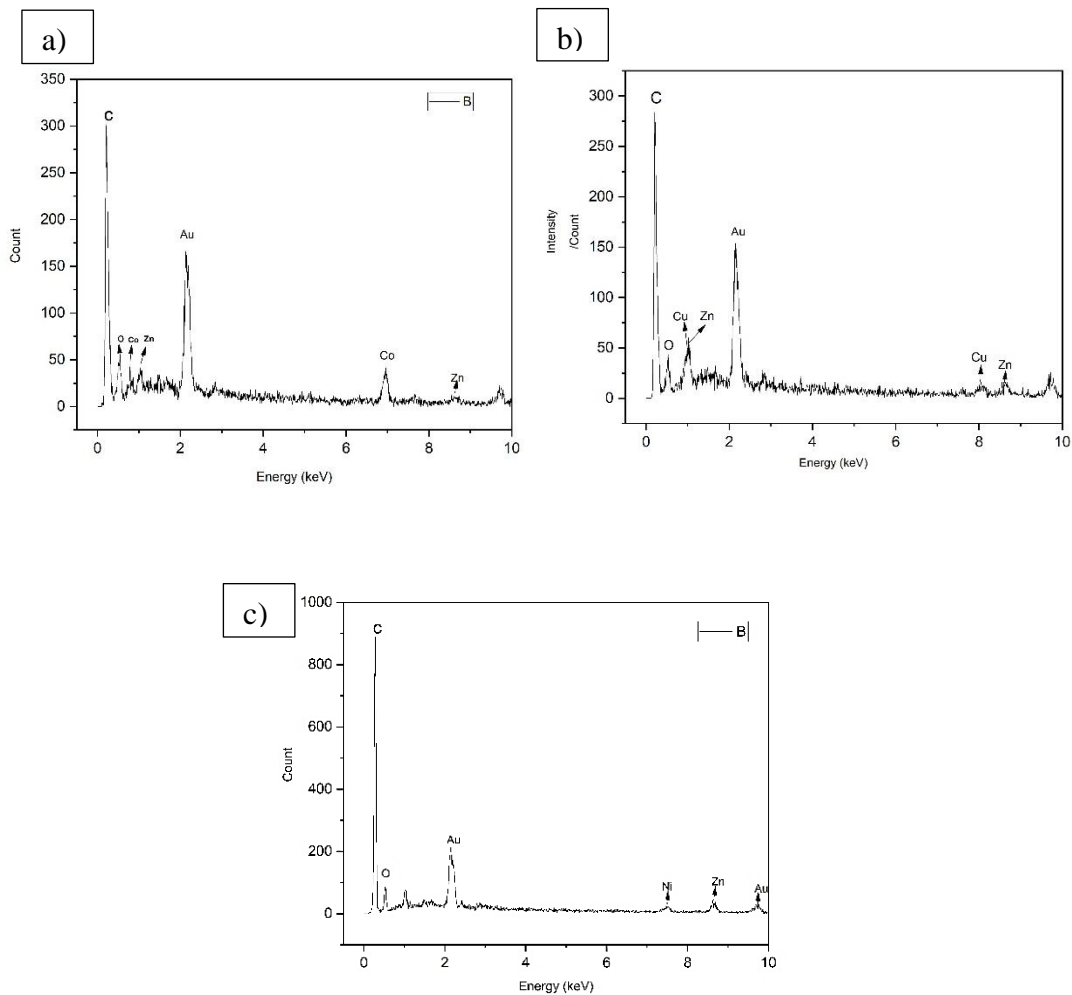 a)
350
300
250
200
150
100
50
0
Count
B
C
O
Co
Zn
Au
Co
Zn
0 2 4 6 8 10
Energy (keV)
b)
300
250
200
150
100
50
0
Intensity
/Count
C
O
Cu
Zn
Au
Cu
Zn
0 2 4 6 8 10
Energy (keV)
c)
1000
800
600
400
200
0
Count
B
C
O
Au
Ni
Zn
Au
0 2 4 6 8 10
Energy (keV)